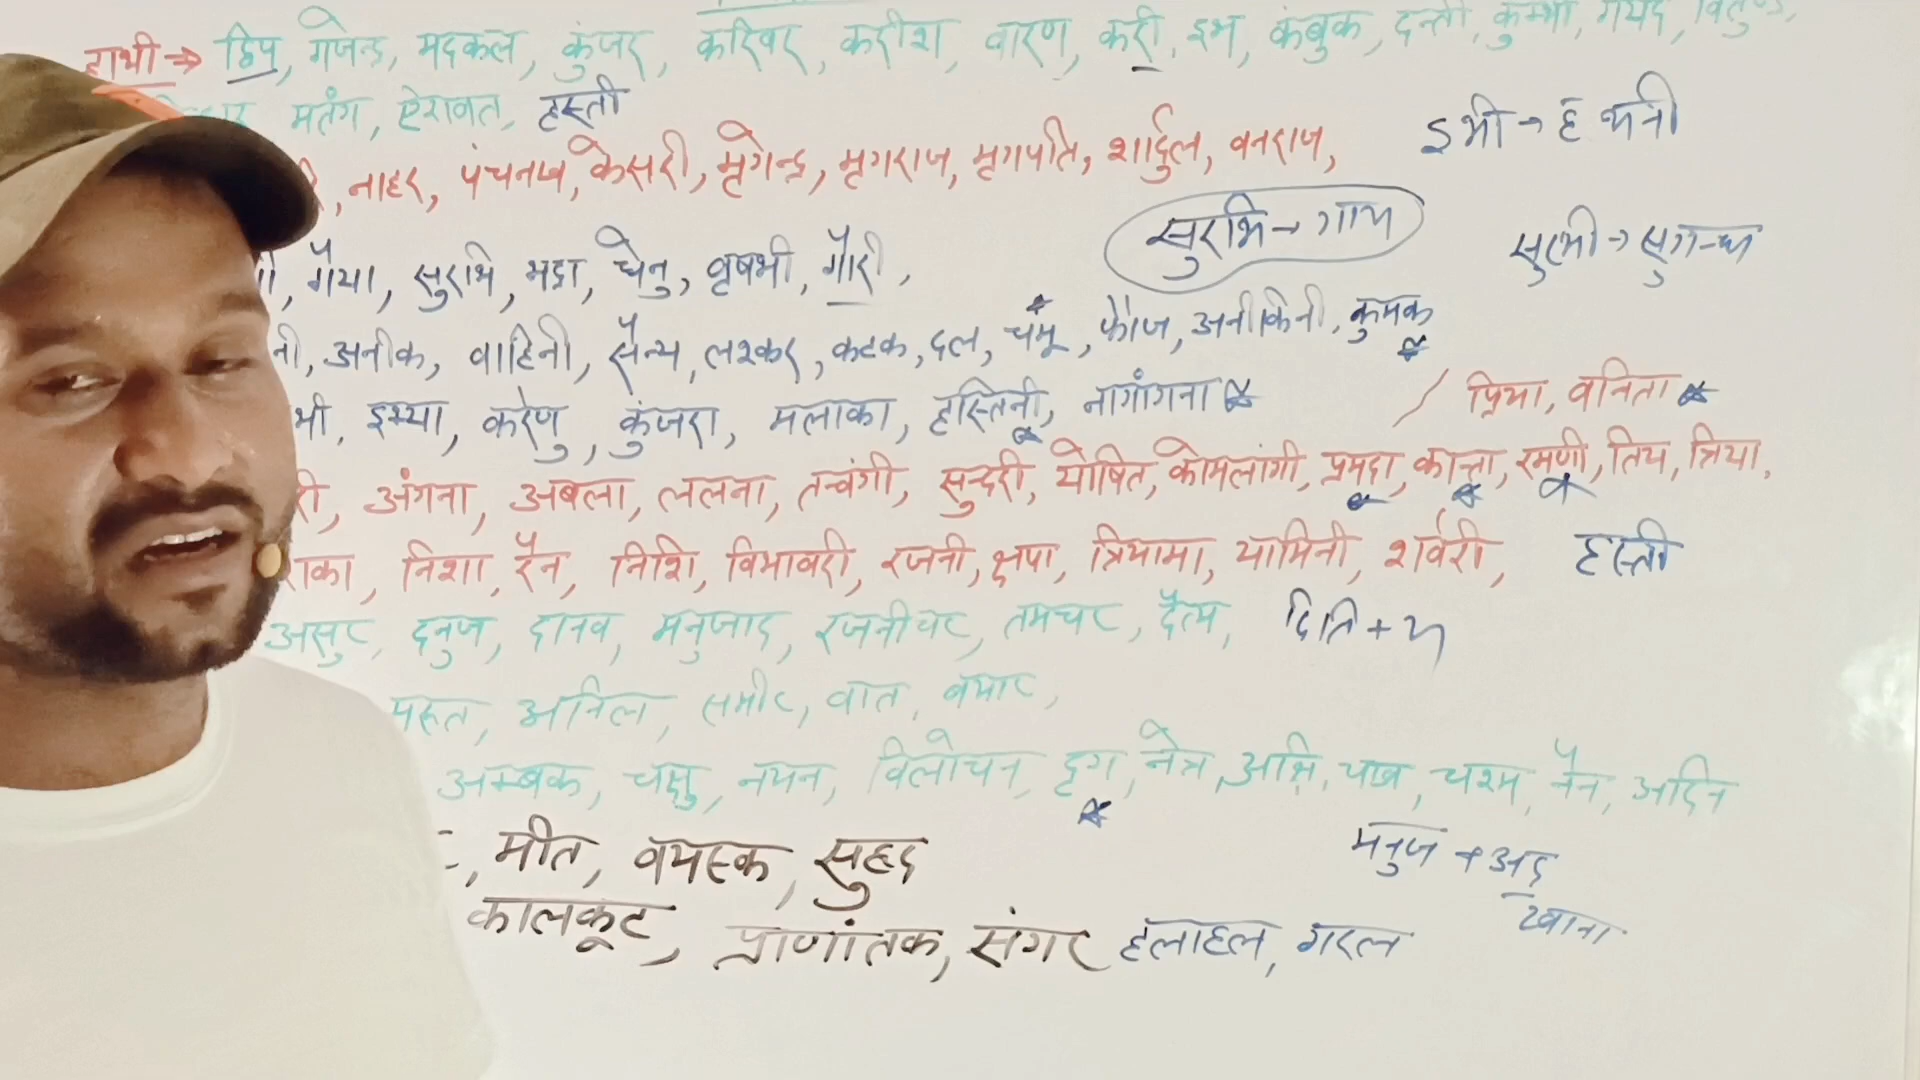 हाथी → द्विप, गजेन्द्र, मदकल, कुंजर, करिवर, करीश, वारण, करी, इभ, कंबुक, दन्ती, कुम्भी, गयंद, वितुण्ड,
मतंग, ऐरावत, हस्ती
नाहर, पंचनख, केसरी, मृगेन्द्र, मृगराज, मृगपति, शार्दुल, वनराज,
इभी → हथनी
गैया, सुरभि, भद्रा, धेनु, वृषभी, गौरी,
सुरभि → गाय
सुरभी → सुगन्ध
नी, अनीक, वाहिनी, सैन्य, लश्कर, कटक, दल, चमू, फौज, अनीकिनी, कुमक
भी, इभ्या, करेणु, कुंजरा, मलाका, हस्तिनी, नागांगना
/ प्रिया, वनिता
री, अंगना, अबला, ललना, तन्वंगी, सुन्दरी, योषित, कोमलांगी, प्रमदा, कान्ता, रमणी, तिय, त्रिया,
राका, निशा, रैन, निशि, विभावरी, रजनी, क्षपा, त्रियामा, यामिनी, शर्वरी,
हस्ती
असुर, दनुज, दानव, मनुजाद, रजनीचर, तमचर, दैत्य,
दिति + य
मरूत, अनिल, समीर, वात, बयार,
अम्बक, चक्षु, नयन, विलोचन, दृग, नेत्र, अक्षि, चख, चश्म, नैन,
मीत, वयस्क, सुहृद
मनुज + अद
खाना
कालकूट, प्राणांतक, संगर हलाहल, गरल